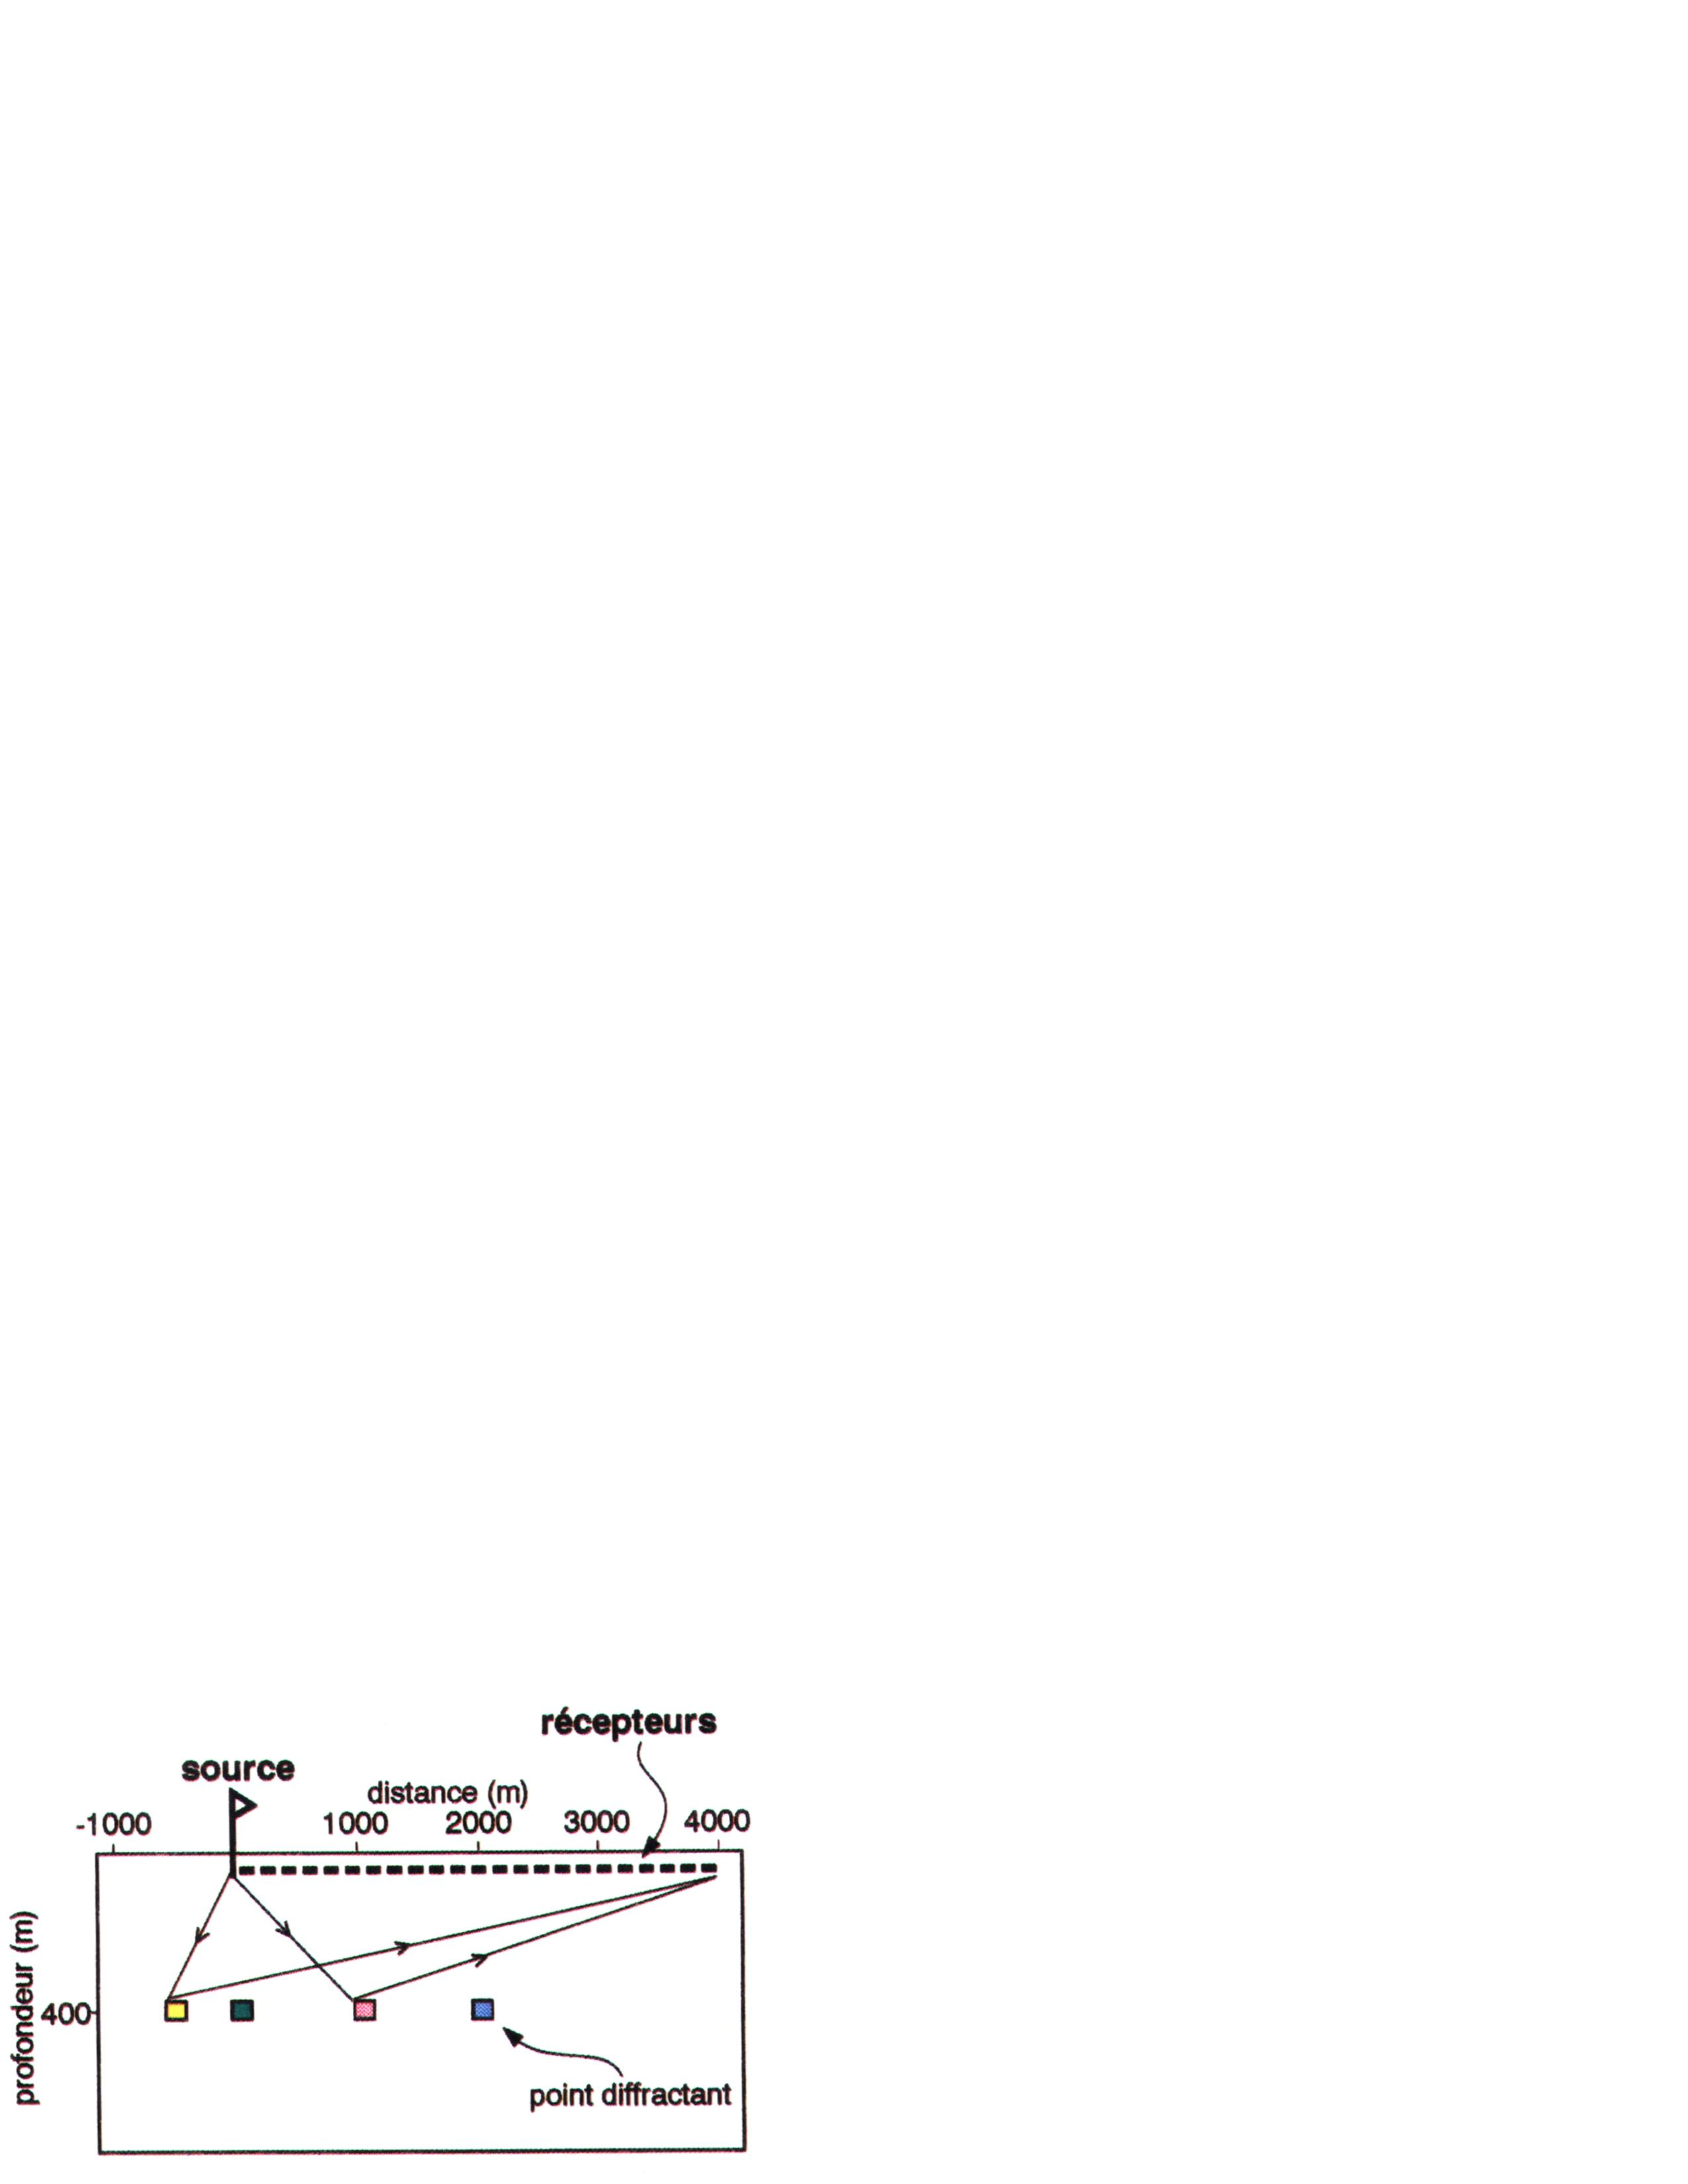 récepteurs
source
distance (m)
-1000 1000 2000 3000 4000
profondeur (m)
400
point diffractant